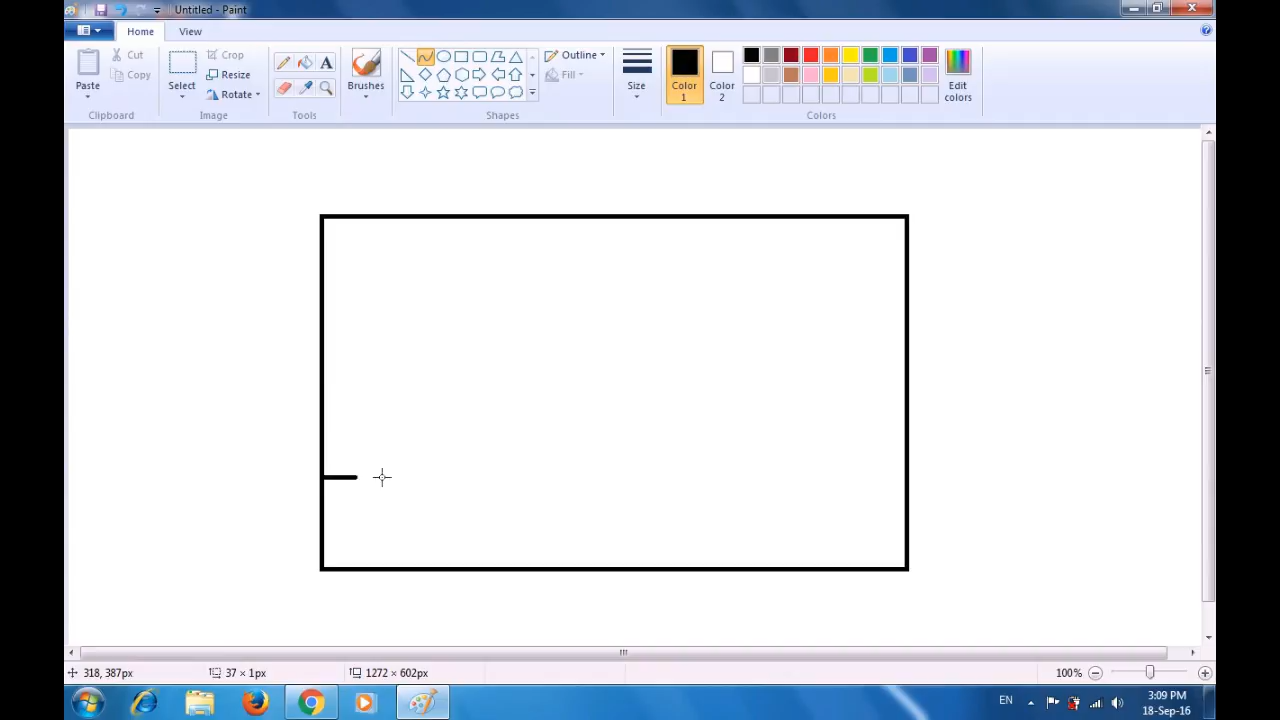 Untitled - Paint
Home View
Cut
Copy
Paste
Clipboard
Select
Crop
Resize
Rotate
Image
A
Tools
Brushes
Outline
Fill
Shapes
Size
Color 1
Color 2
Edit colors
Colors
318, 387px
37 × 1px
1272 × 602px
100%
EN
3:09 PM
18-Sep-16